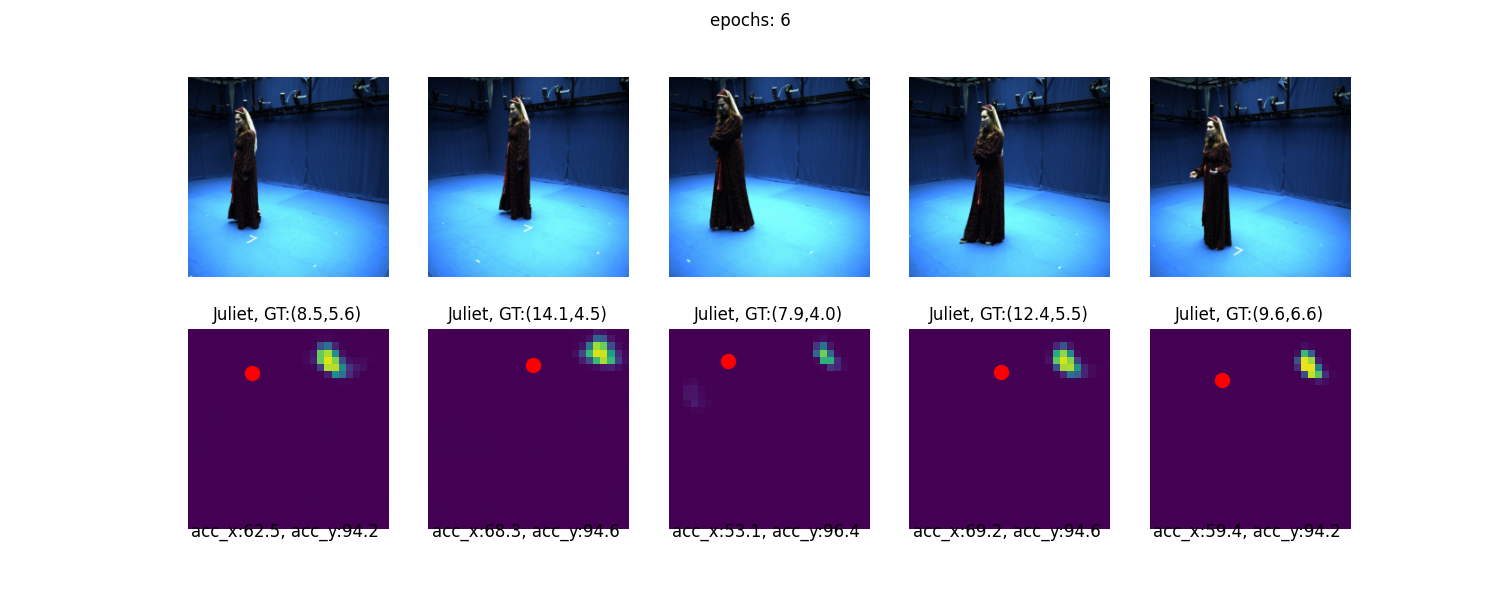 epochs: 6
Juliet, GT:(8.5,5.6)
Juliet, GT:(14.1,4.5)
Juliet, GT:(7.9,4.0)
Juliet, GT:(12.4,5.5)
Juliet, GT:(9.6,6.6)
acc_x:62.5, acc_y:94.2
acc_x:68.3, acc_y:94.6
acc_x:53.1, acc_y:96.4
acc_x:69.2, acc_y:94.6
acc_x:59.4, acc_y:94.2